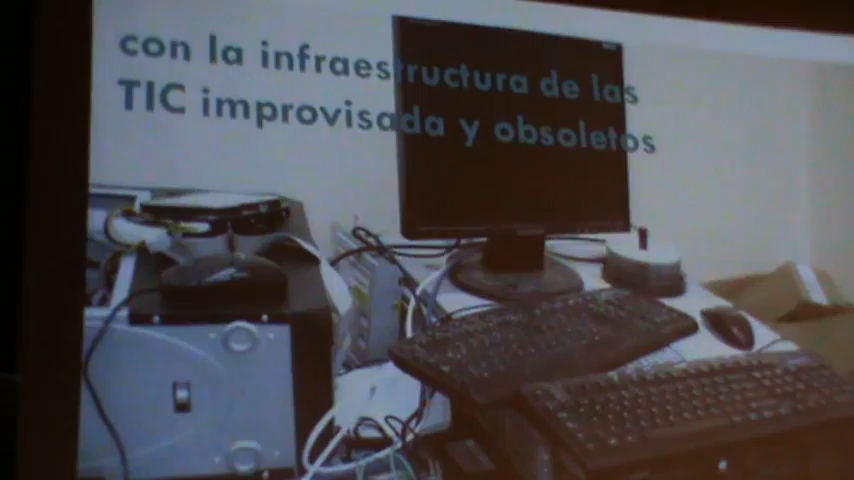 con la infraestructura de las
TIC improvisada y obsoletos